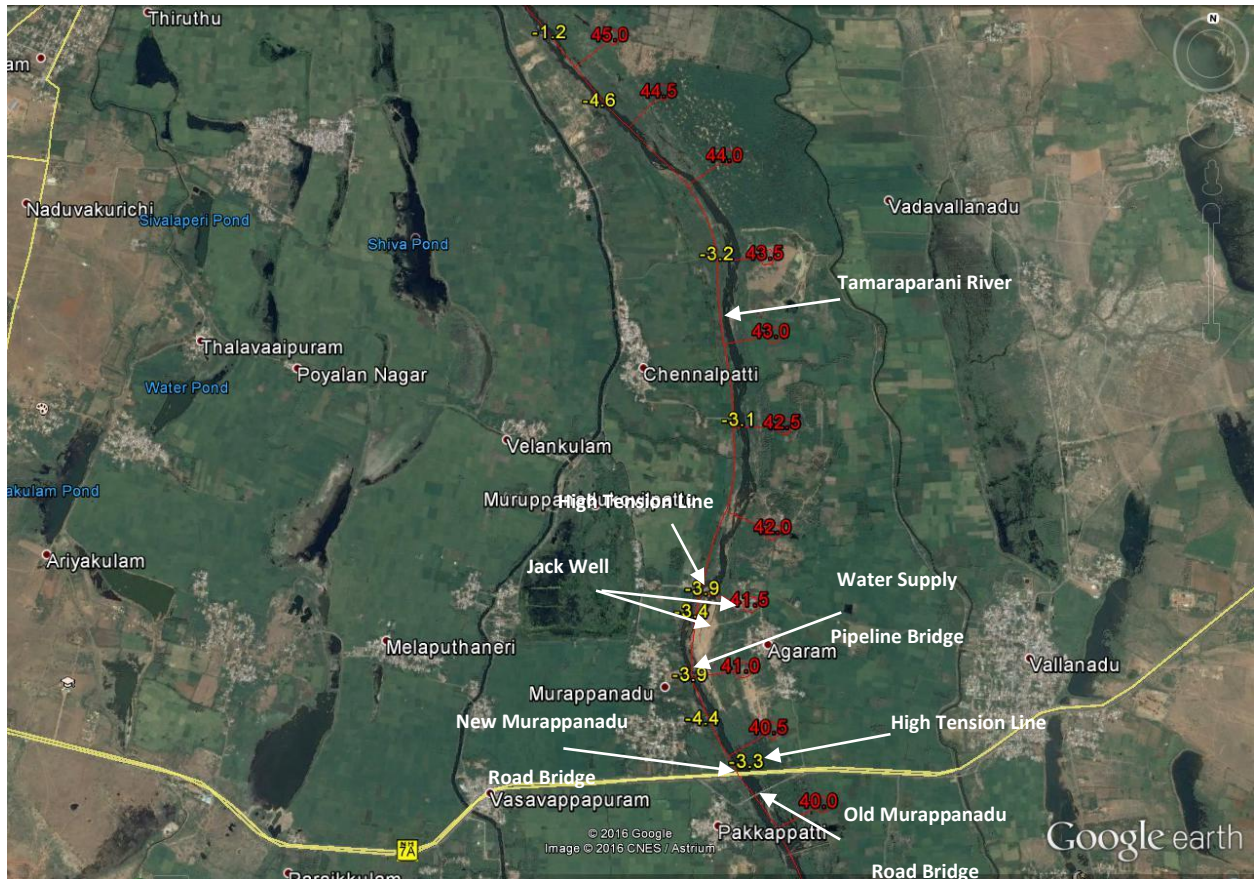 Thiruthu
-1.2
45.0
N
am
-4.6
44.5
44.0
Naduvakurichi
Sivalaperi Pond
Shiva Pond
Vadavallanadu
-3.2
43.5
Tamaraparani River
43.0
Thalavaaipuram
Poyalan Nagar
Chennalpatti
Water Pond
-3.1
42.5
Velankulam
akulam Pond
High Tension Line
42.0
Ariyakulam
Jack Well
-3.9
41.5
Water Supply
-3.4
Pipeline Bridge
Melaputhaneri
Agaram
Vallanadu
-3.9
41.0
Murappanadu
New Murappanadu
-4.4
40.5
High Tension Line
-3.3
Road Bridge
Vasavappapuram
40.0
Old Murappanadu
Pakkappatti
© 2016 Google
Image © 2016 CNES / Astrium
Google earth
7A
Road Bridge